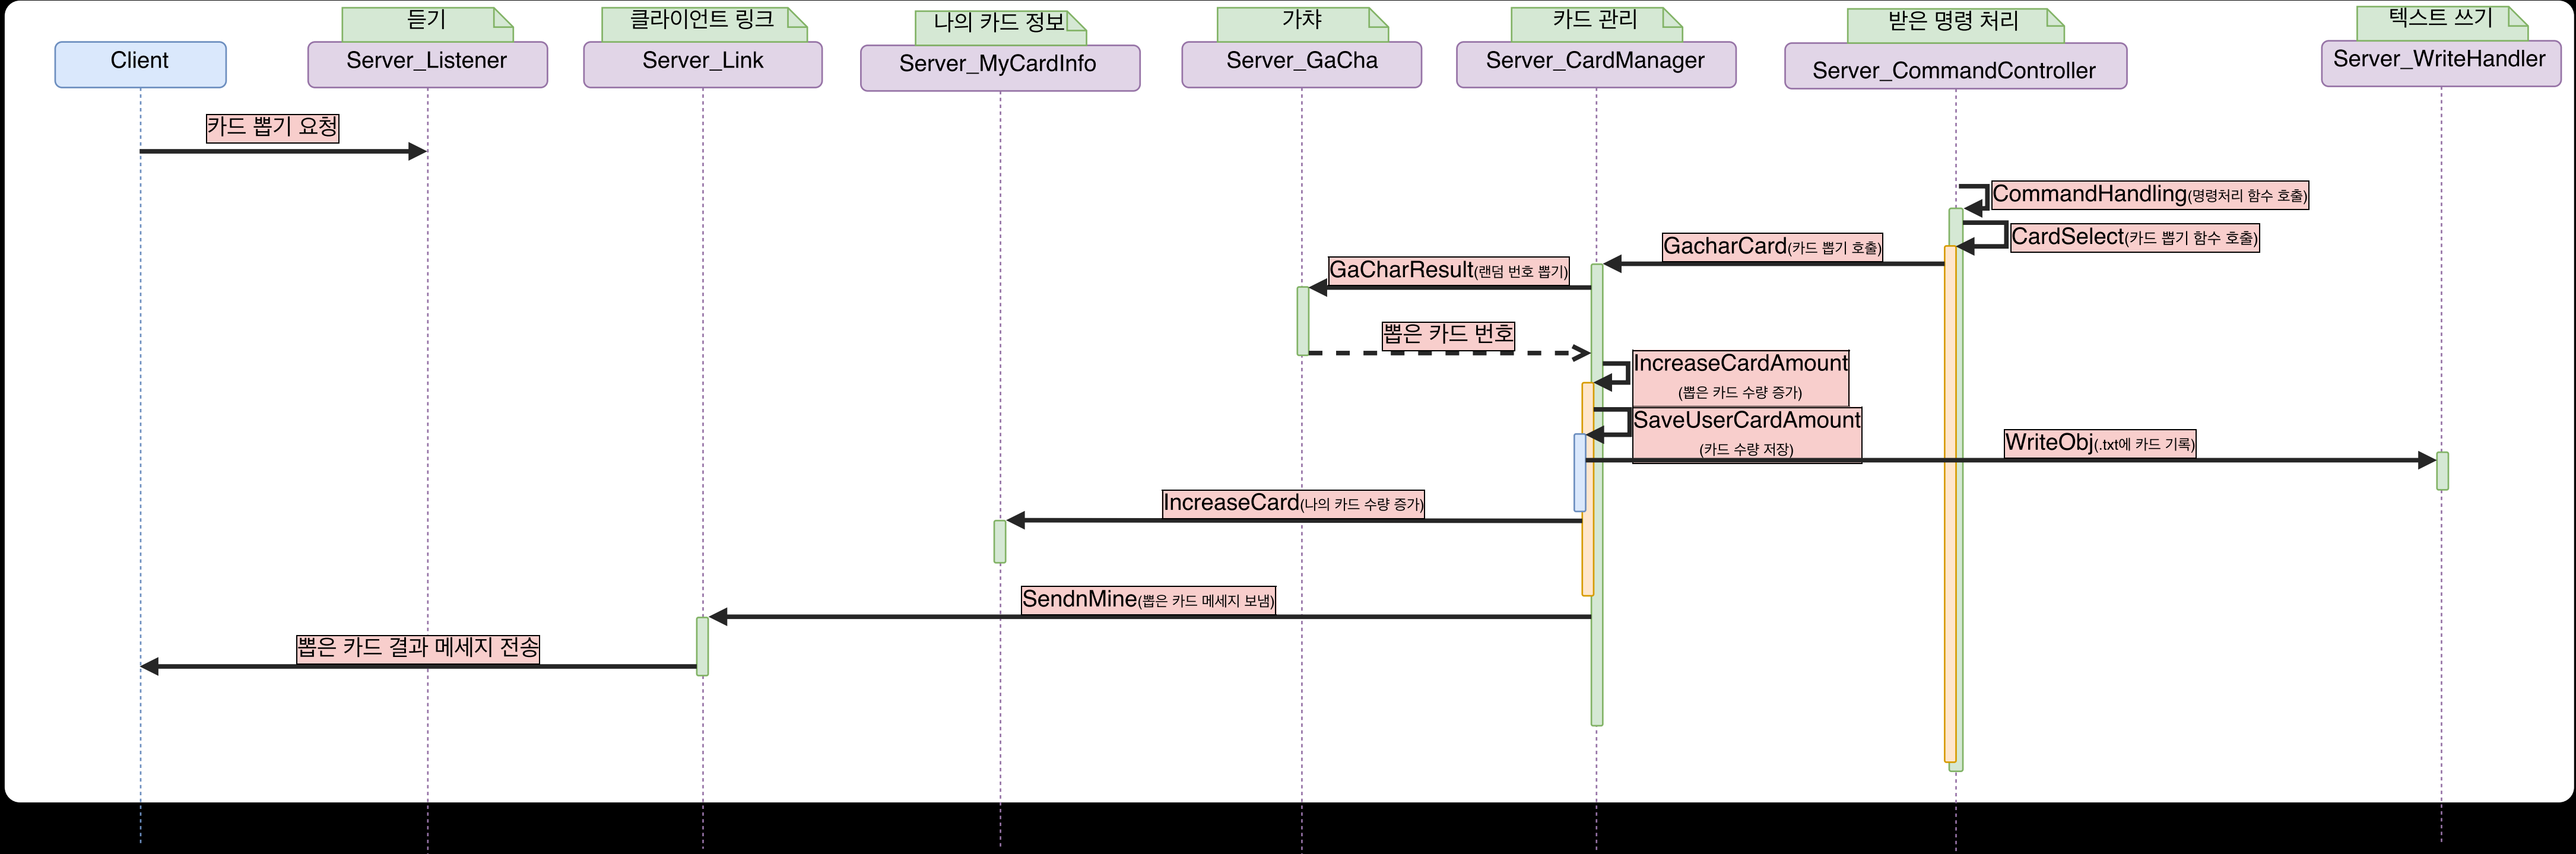 듣기
클라이언트 링크
나의 카드 정보
가챠
카드 관리
받은 명령 처리
텍스트 쓰기
Client
Server_Listener
Server_Link
Server_MyCardInfo
Server_GaCha
Server_CardManager
Server_CommandController
Server_WriteHandler
카드 뽑기 요청
CommandHandling(명령처리 함수 호출)
CardSelect(카드 뽑기 함수 호출)
GacharCard(카드 뽑기 호출)
GaCharResult(랜덤 번호 뽑기)
뽑은 카드 번호
IncreaseCardAmount
(뽑은 카드 수량 증가)
SaveUserCardAmount
(카드 수량 저장)
WriteObj(.txt에 카드 기록)
IncreaseCard(나의 카드 수량 증가)
SendnMine(뽑은 카드 메세지 보냄)
뽑은 카드 결과 메세지 전송